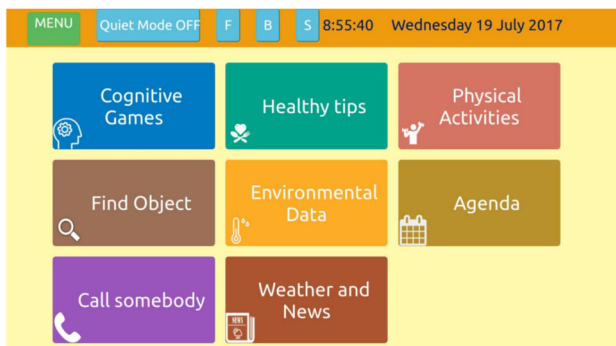 MENU Quiet Mode OFF F B S 8:55:40 Wednesday 19 July 2017
Cognitive
Games
Healthy tips
Physical
Activities
Find Object
Environmental
Data
Agenda
Call somebody
Weather and
News
NEWS